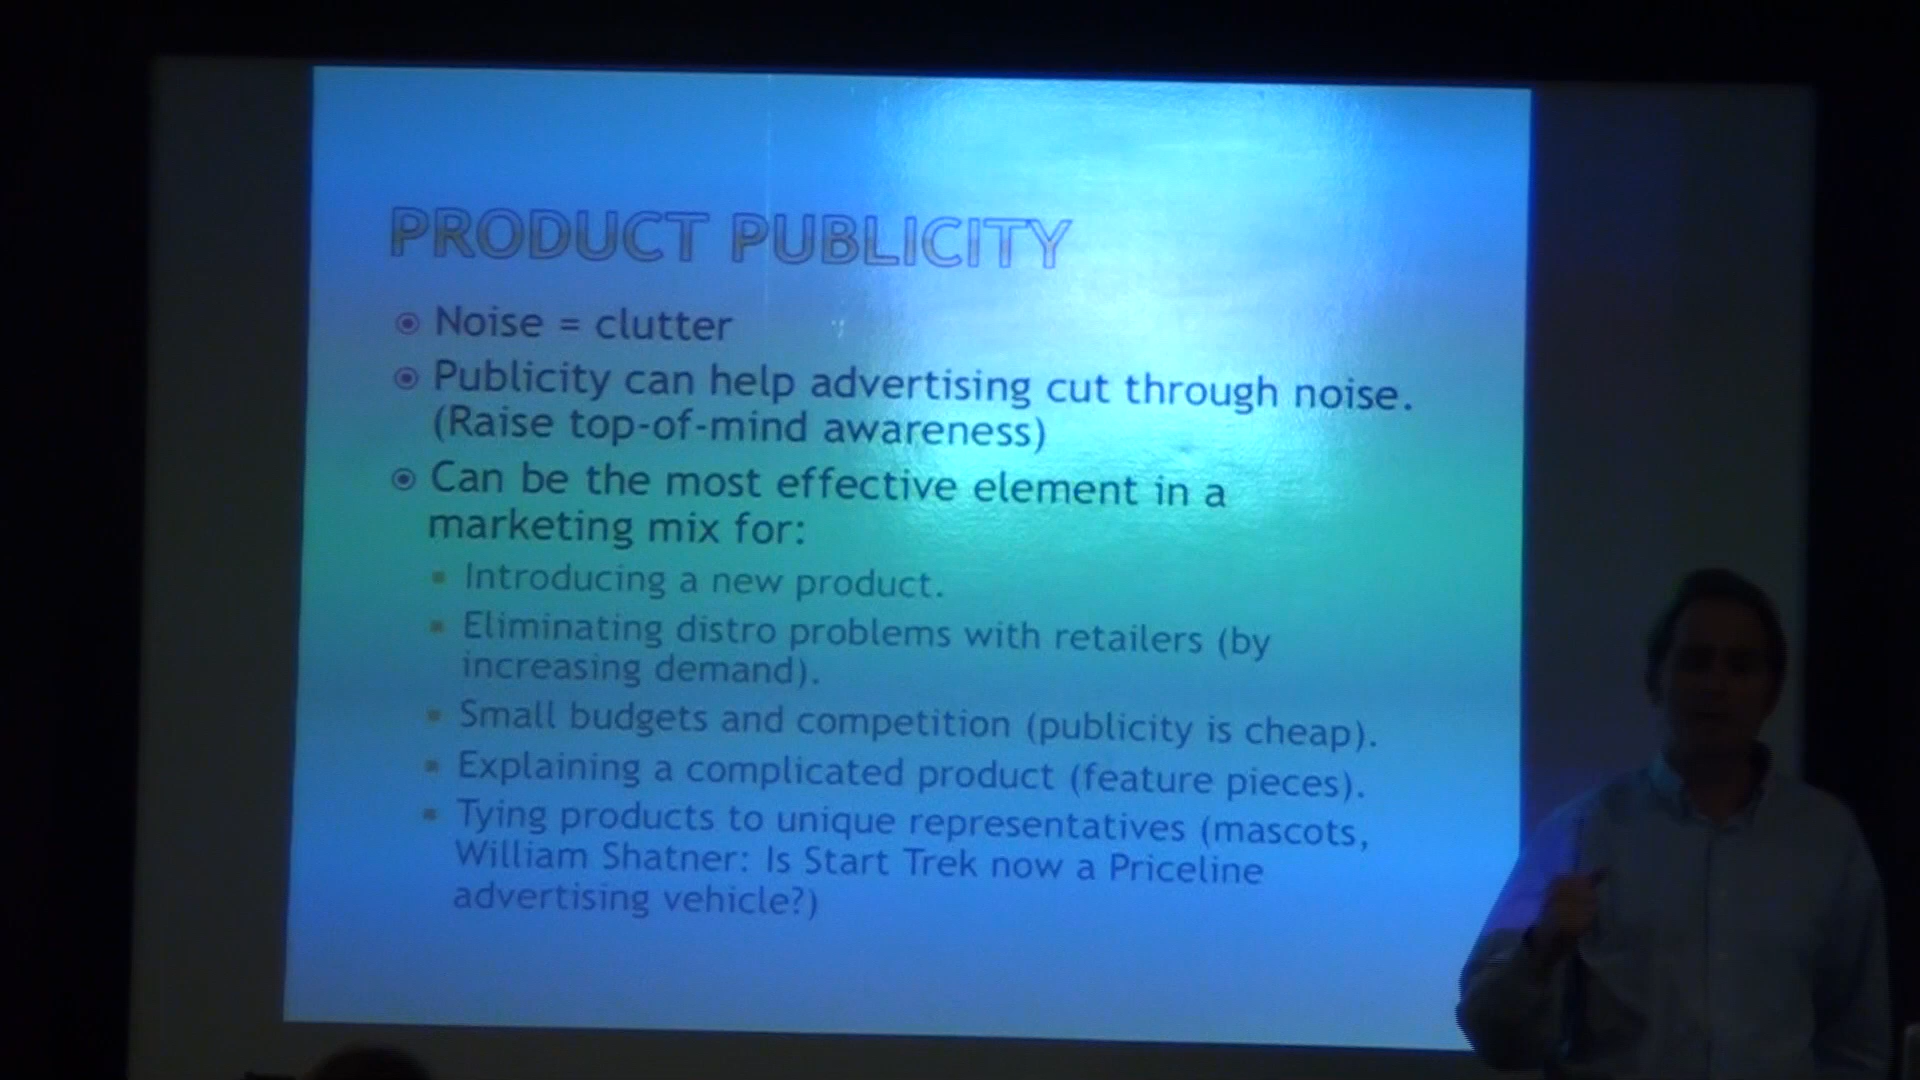 PRODUCT PUBLICITY
Noise = clutter
Publicity can help advertising cut through noise.
(Raise top-of-mind awareness)
Can be the most effective element in a
marketing mix for:
Introducing a new product.
Eliminating distro problems with retailers (by
increasing demand).
Small budgets and competition (publicity is cheap).
Explaining a complicated product (feature pieces).
Tying products to unique representatives (mascots,
William Shatner: Is Start Trek now a Priceline
advertising vehicle?)